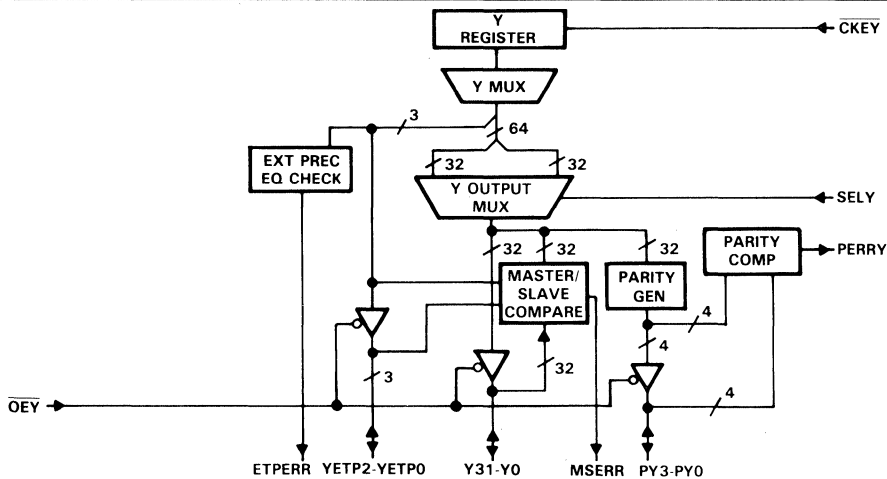 Y
REGISTER
CKEY
Y MUX
3
64
EXT PREC
EQ CHECK
32
32
Y OUTPUT
MUX
SELY
32
32
32
MASTER/
SLAVE
COMPARE
PARITY
GEN
PARITY
COMP
PERRY
4
4
3
32
4
OEY
ETPERR
YETP2-YETP0
Y31-Y0
MSERR
PY3-PY0